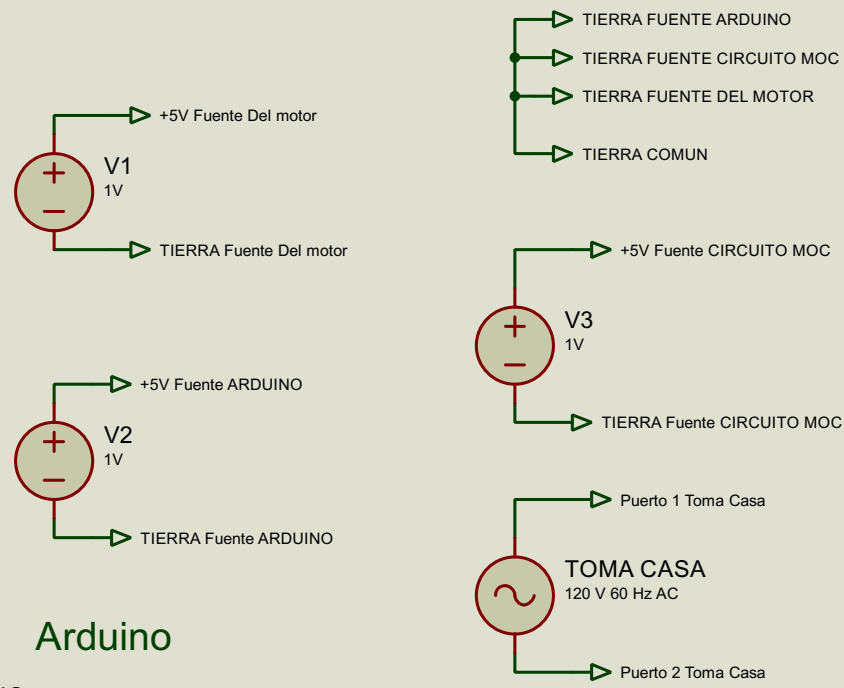 TIERRA FUENTE ARDUINO
TIERRA FUENTE CIRCUITO MOC
TIERRA FUENTE DEL MOTOR
TIERRA COMUN
+5V Fuente Del motor
V1
1V
TIERRA Fuente Del motor
+5V Fuente CIRCUITO MOC
V3
1V
TIERRA Fuente CIRCUITO MOC
+5V Fuente ARDUINO
V2
1V
TIERRA Fuente ARDUINO
Puerto 1 Toma Casa
TOMA CASA
120 V 60 Hz AC
Puerto 2 Toma Casa
Arduino